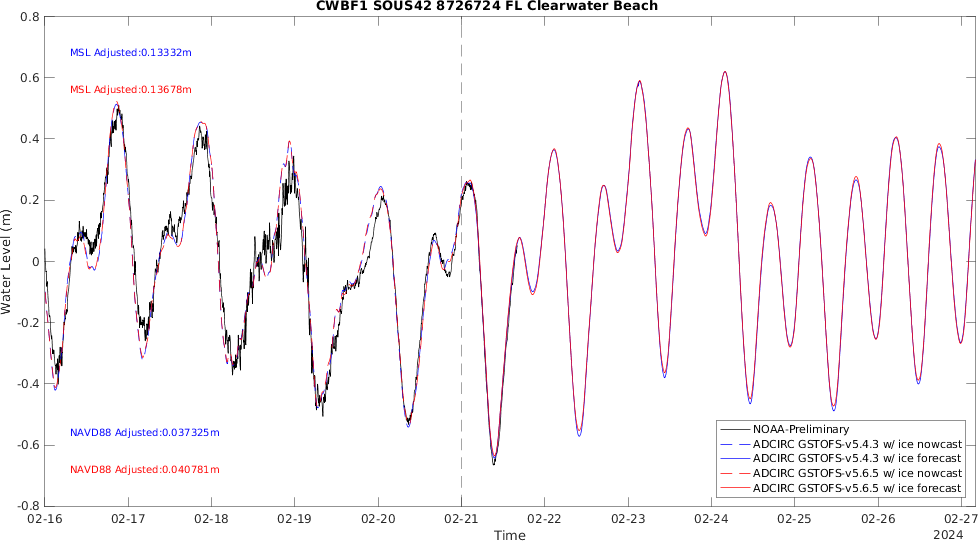 CWBF1 SOUS42 8726724 FL Clearwater Beach
0.8
0.6
0.4
0.2
0
-0.2
-0.4
-0.6
-0.8
Water Level (m)
MSL Adjusted:0.13332m
MSL Adjusted:0.13678m
NAVD88 Adjusted:0.037325m
NAVD88 Adjusted:0.040781m
NOAA-Preliminary
ADCIRC GSTOFS-v5.4.3 w/ ice nowcast
ADCIRC GSTOFS-v5.4.3 w/ ice forecast
ADCIRC GSTOFS-v5.6.5 w/ ice nowcast
ADCIRC GSTOFS-v5.6.5 w/ ice forecast
02-16 02-17 02-18 02-19 02-20 02-21 02-22 02-23 02-24 02-25 02-26 02-27
Time
2024